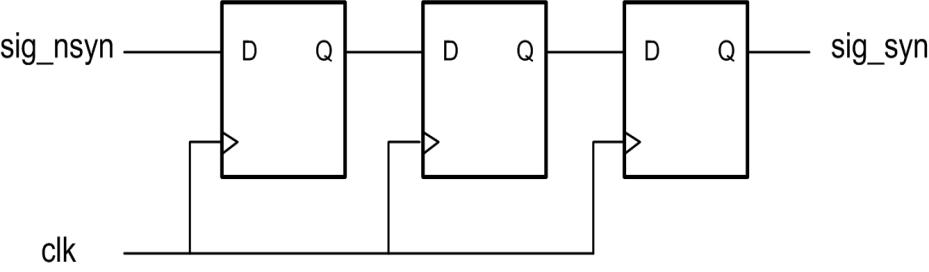 sig_nsyn D Q D Q D Q sig_syn
clk